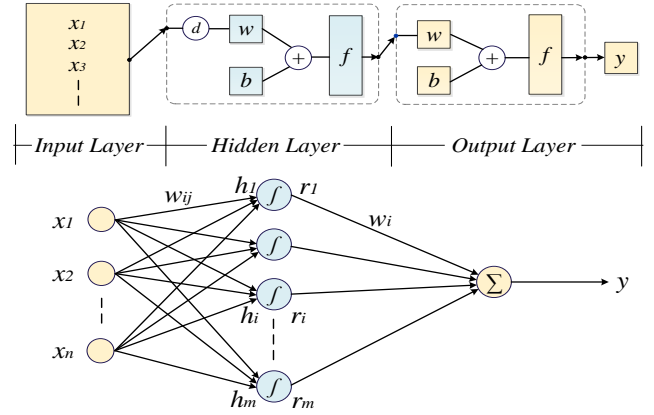 x1
x2
x3
d w + f
b
w + f y
b
Input Layer Hidden Layer Output Layer
wij h1 ∫ r1
x1 wi
∫
x2 ∑ y
∫
hi ri
xn
∫
hm rm